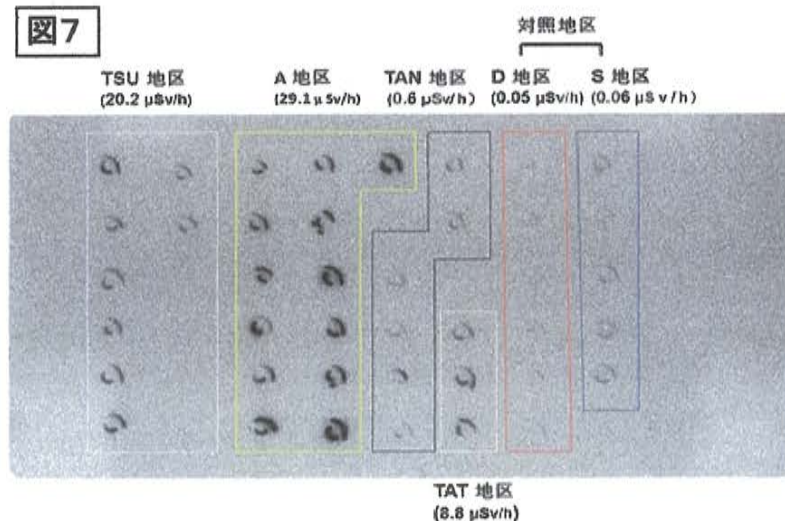 図7
対照地区
TSU 地区
(20.2 μSv/h)
A 地区
(29.1 μSv/h)
TAN 地区
(0.6 μSv/h)
D 地区
(0.05 μSv/h)
S 地区
(0.06 μS v /h)
TAT 地区
(8.8 μSv/h)